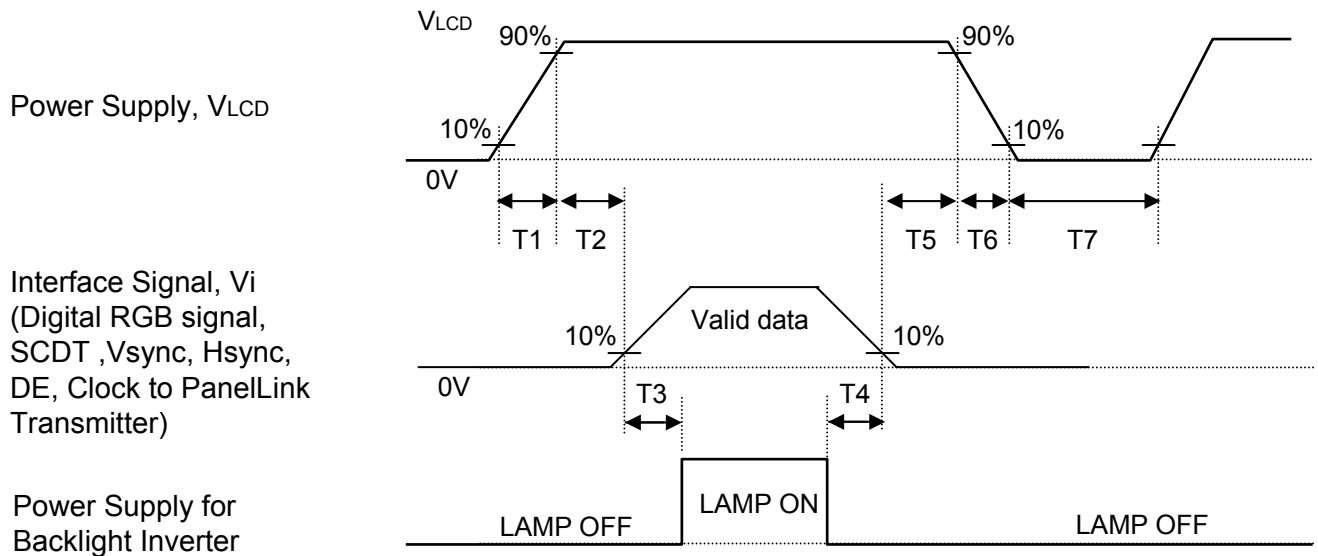 VLCD
90%
90%
Power Supply, VLCD
10%
10%
0V
T1
T2
T5
T6
T7
Interface Signal, Vi
(Digital RGB signal,
SCDT ,Vsync, Hsync,
DE, Clock to PanelLink
Transmitter)
Valid data
10%
10%
0V
T3
T4
Power Supply for
Backlight Inverter
LAMP OFF
LAMP ON
LAMP OFF